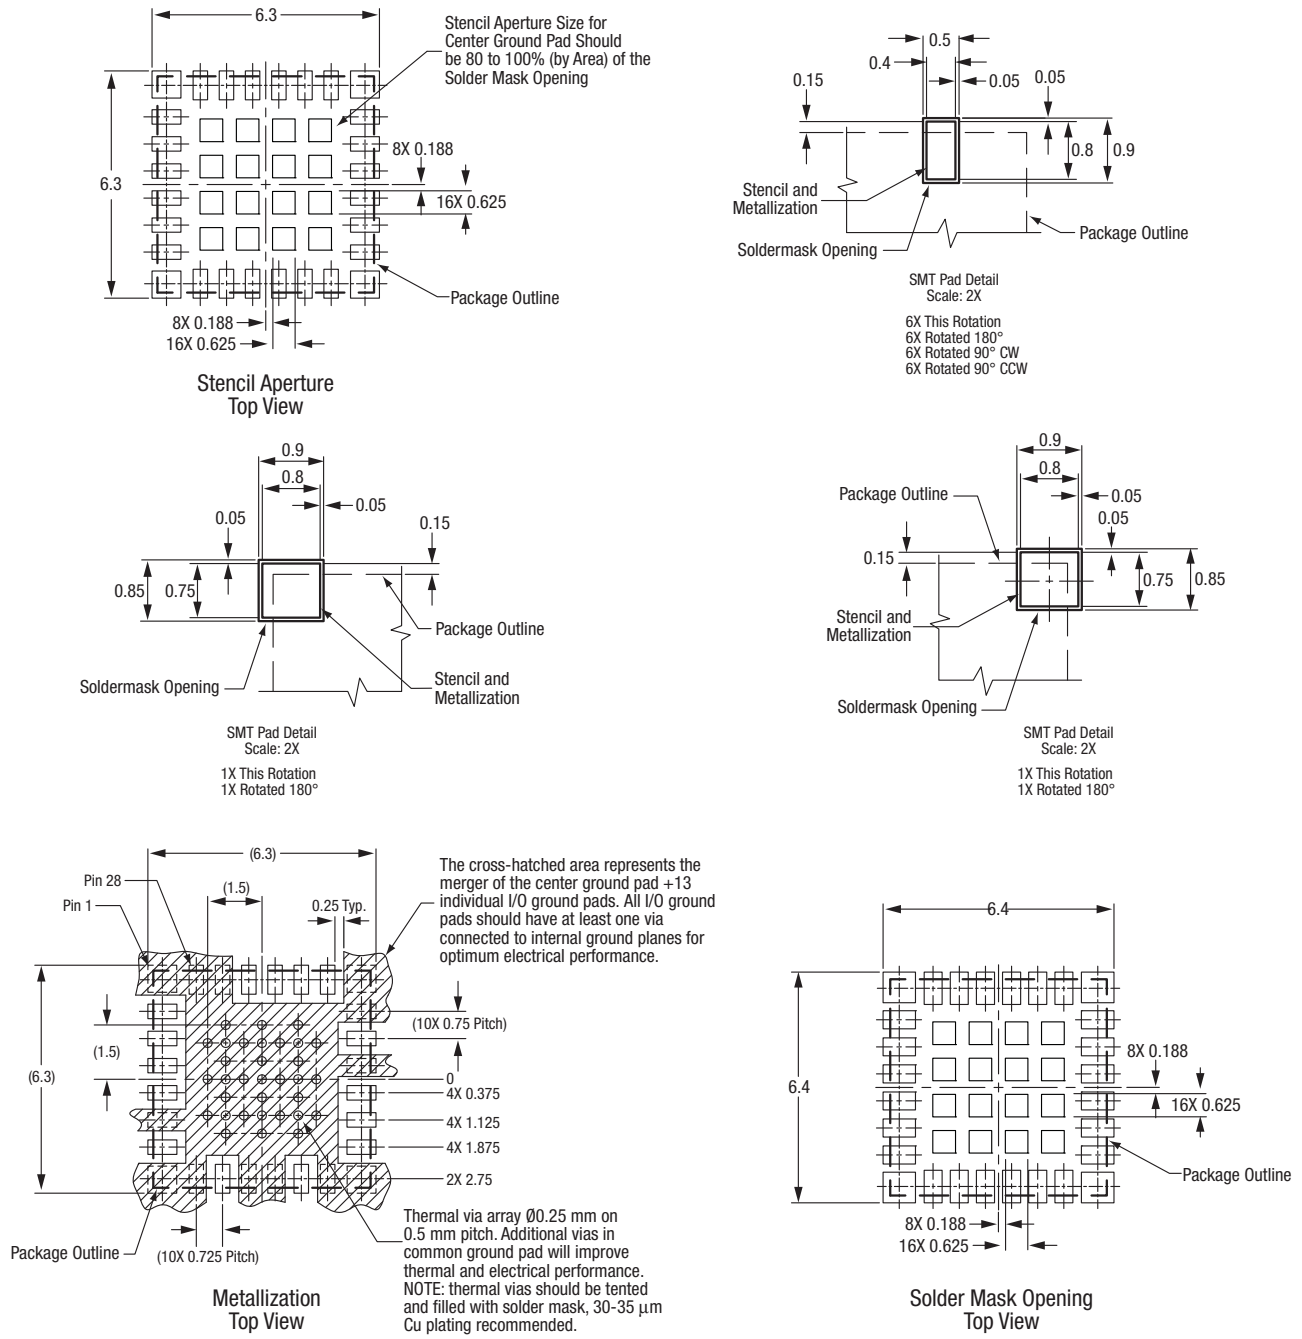 6.3
Stencil Aperture Size for
Center Ground Pad Should
be 80 to 100% (by Area) of the
Solder Mask Opening
6.3
8X 0.188
16X 0.625
Package Outline
8X 0.188
16X 0.625
Stencil Aperture
Top View
0.5
0.4
0.15
0.05
0.05
0.8
0.9
Stencil and
Metallization
Soldermask Opening
Package Outline
SMT Pad Detail
Scale: 2X
6X This Rotation
6X Rotated 180°
6X Rotated 90° CW
6X Rotated 90° CCW
0.9
0.8
0.05
0.05
0.15
0.85
0.75
Package Outline
Soldermask Opening
Stencil and
Metallization
SMT Pad Detail
Scale: 2X
1X This Rotation
1X Rotated 180°
0.9
0.8
Package Outline
0.05
0.05
0.15
0.75
0.85
Stencil and
Metallization
Soldermask Opening
SMT Pad Detail
Scale: 2X
1X This Rotation
1X Rotated 180°
(6.3)
Pin 28
(1.5)
Pin 1
0.25 Typ.
The cross-hatched area represents the
merger of the center ground pad +13
individual I/O ground pads. All I/O ground
pads should have at least one via
connected to internal ground planes for
optimum electrical performance.
(10X 0.75 Pitch)
(1.5)
(6.3)
0
4X 0.375
4X 1.125
4X 1.875
2X 2.75
Package Outline
(10X 0.725 Pitch)
Thermal via array Ø0.25 mm on
0.5 mm pitch. Additional vias in
common ground pad will improve
thermal and electrical performance.
NOTE: thermal vias should be tented
and filled with solder mask, 30-35 μm
Cu plating recommended.
Metallization
Top View
6.4
6.4
8X 0.188
16X 0.625
Package Outline
8X 0.188
16X 0.625
Solder Mask Opening
Top View